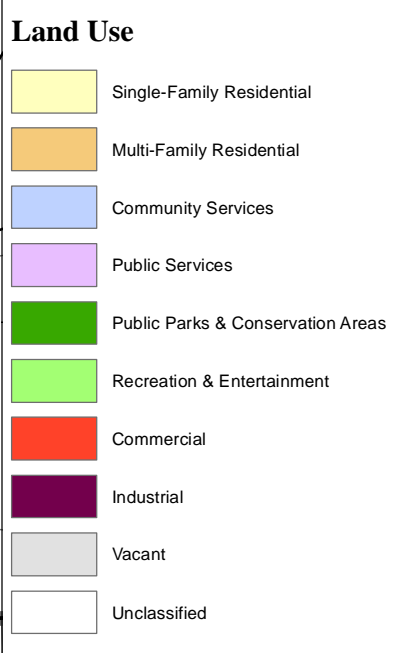 Land Use
Single-Family Residential
Multi-Family Residential
Community Services
Public Services
Public Parks & Conservation Areas
Recreation & Entertainment
Commercial
Industrial
Vacant
Unclassified